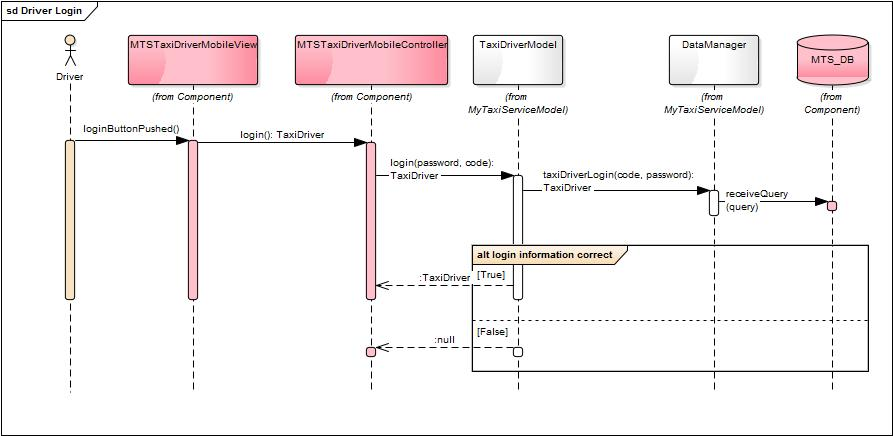 sd Driver Login
MTSTaxiDriverMobileView
MTSTaxiDriverMobileController
TaxiDriverModel
DataManager
MTS_DB
Driver
(from Component)
(from Component)
(from
MyTaxiServiceModel)
(from
MyTaxiServiceModel)
(from
Component)
loginButtonPushed()
login(): TaxiDriver
login(password, code):
TaxiDriver
taxiDriverLogin(code, password):
TaxiDriver
receiveQuery
(query)
alt login information correct
:TaxiDriver
[True]
[False]
:null